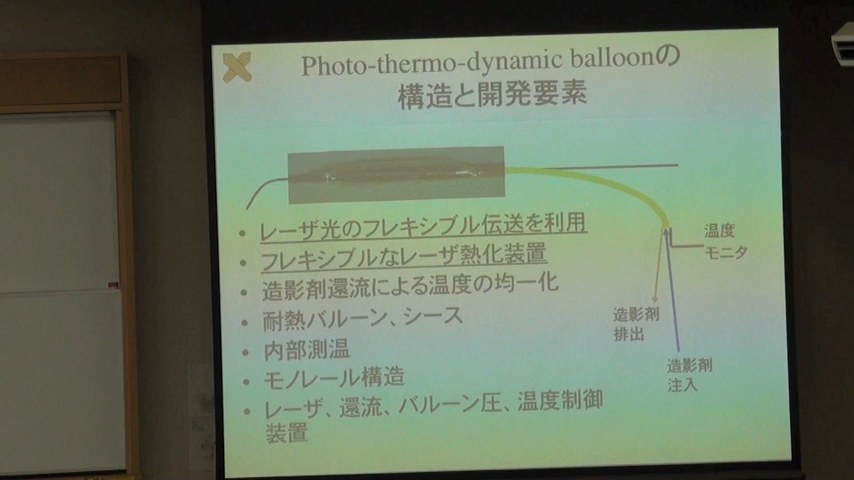 Photo-thermo-dynamic balloonの
構造と開発要素
• レーザ光のフレキシブル伝送を利用
• フレキシブルなレーザ熱化装置
• 造影剤還流による温度の均一化
• 耐熱バルーン、シース
• 内部測温
• モノレール構造
• レーザ、還流、バルーン圧、温度制御
装置
温度
モニタ
造影剤
排出
造影剤
注入